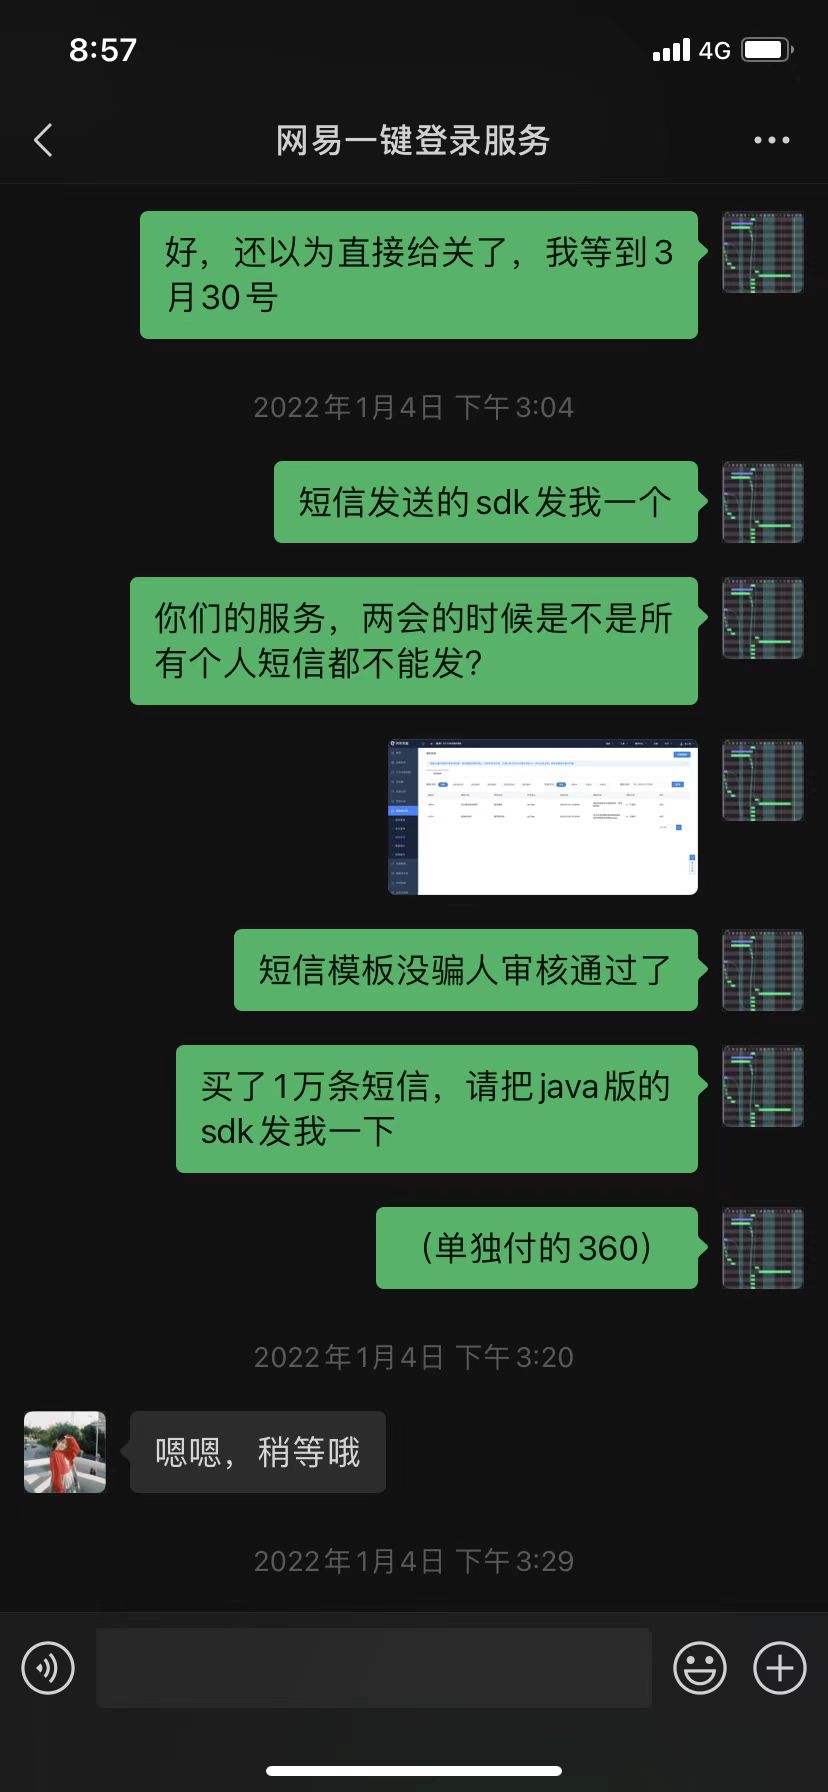 8:57
4G
网易一键登录服务
好，还以为直接给关了，我等到3
月30号
2022年1月4日 下午3:04
短信发送的sdk发我一个
你们的服务，两会的时候是不是所
有个人短信都不能发?
短信模板没骗人审核通过了
买了1万条短信，请把java版的
sdk发我一下
（单独付的360）
2022年1月4日 下午3:20
嗯嗯，稍等哦
2022年1月4日 下午3:29